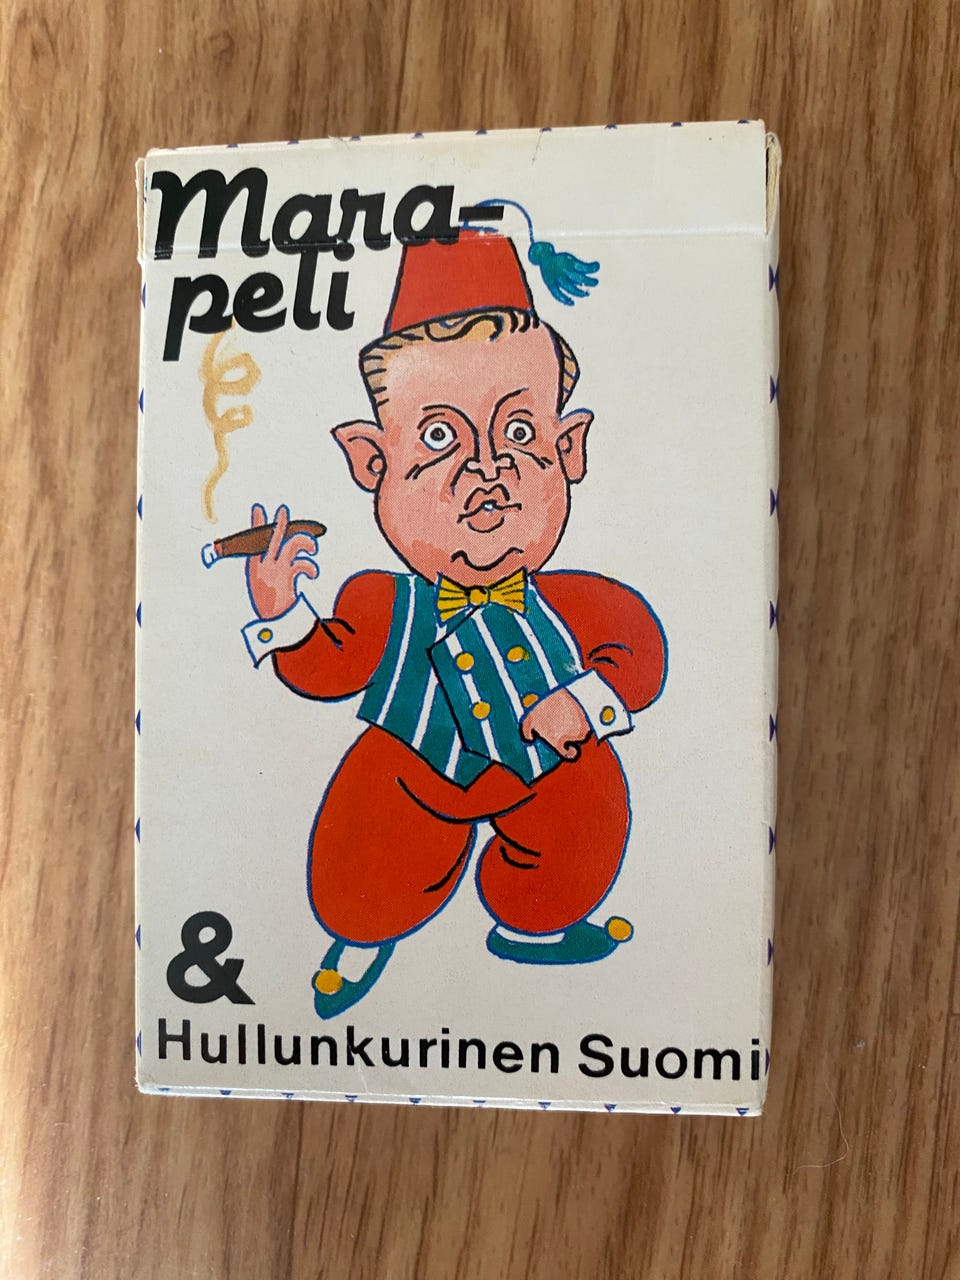 Mara-
peli
&
Hullunkurinen Suomi